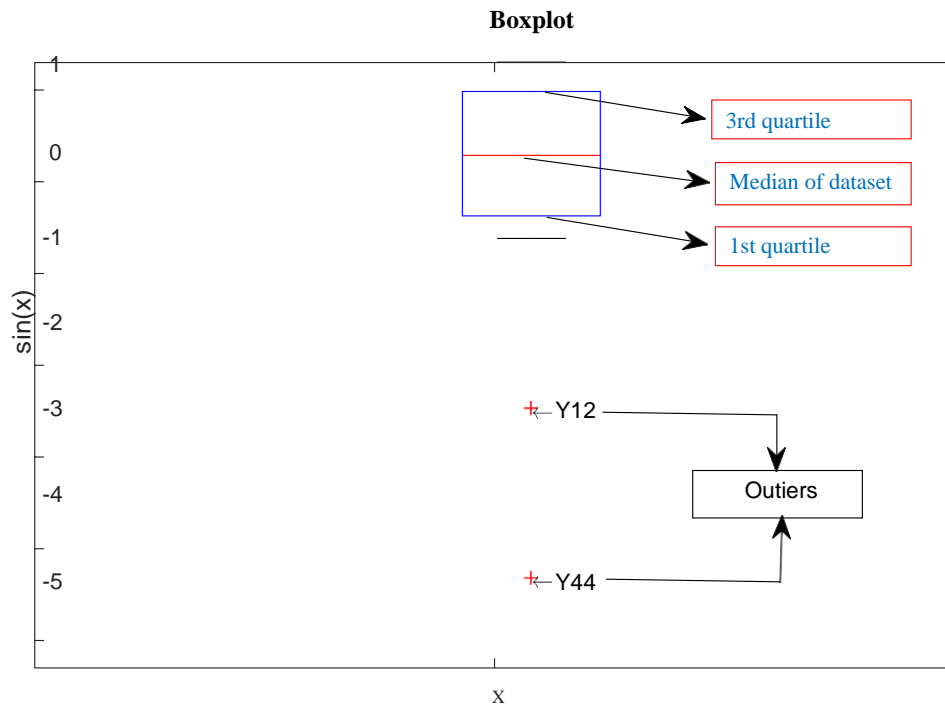 Boxplot
1
3rd quartile
0
Median of dataset
-1
1st quartile
sin(x)
-2
-3
Y12
-4
Outiers
-5
Y44
X